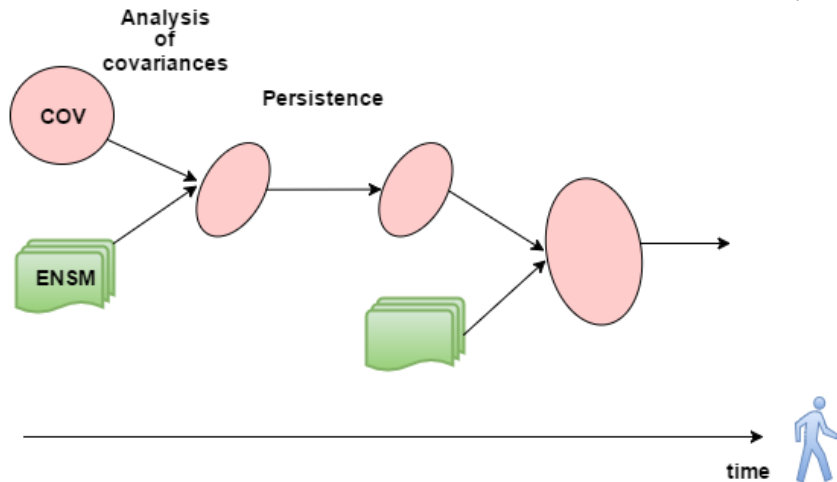 Analysis
of
covariances
COV
Persistence
ENSM
time